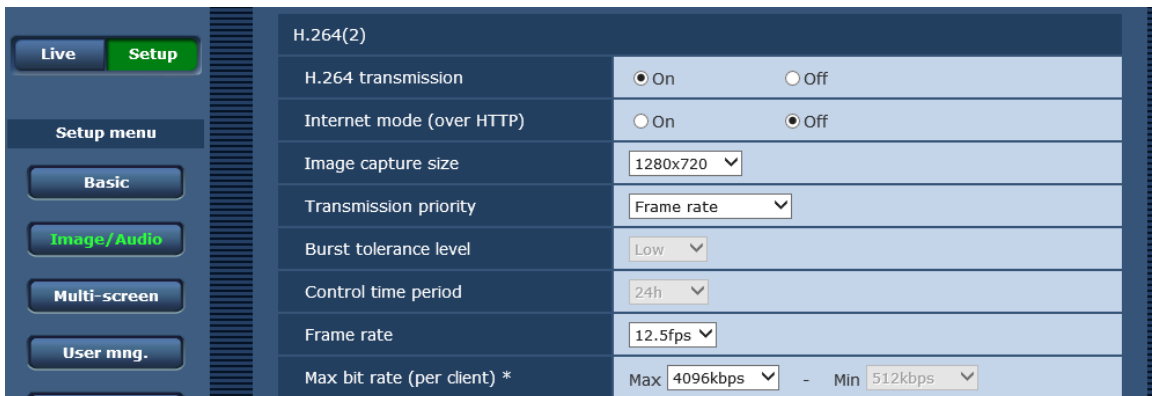 Live Setup
Setup menu
Basic
Image/Audio
Multi-screen
User mng.
H.264(2)
H.264 transmission On Off
Internet mode (over HTTP) On Off
Image capture size 1280x720
Transmission priority Frame rate
Burst tolerance level Low
Control time period 24h
Frame rate 12.5fps
Max bit rate (per client) * Max 4096kbps - Min 512kbps